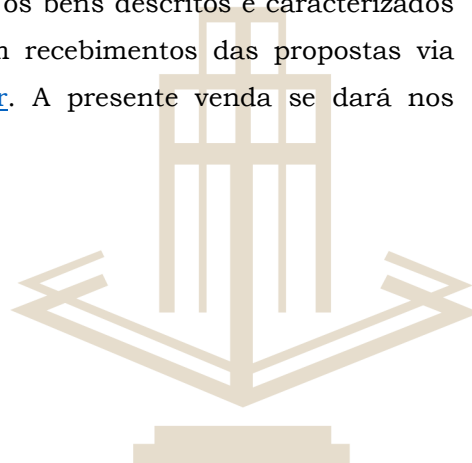 os bens descritos e caracterizados
recebimentos das propostas via
r. A presente venda se dará nos